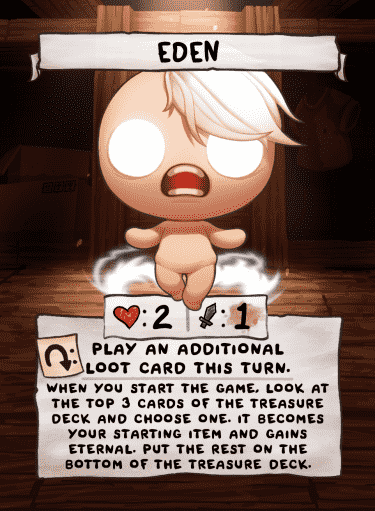 EDEN
:2 :1
: PLAY AN ADDITIONAL
LOOT CARD THIS TURN.
WHEN YOU START THE GAME, LOOK AT
THE TOP 3 CARDS OF THE TREASURE
DECK AND CHOOSE ONE. IT BECOMES
YOUR STARTING ITEM AND GAINS
ETERNAL. PUT THE REST ON THE
BOTTOM OF THE TREASURE DECK.